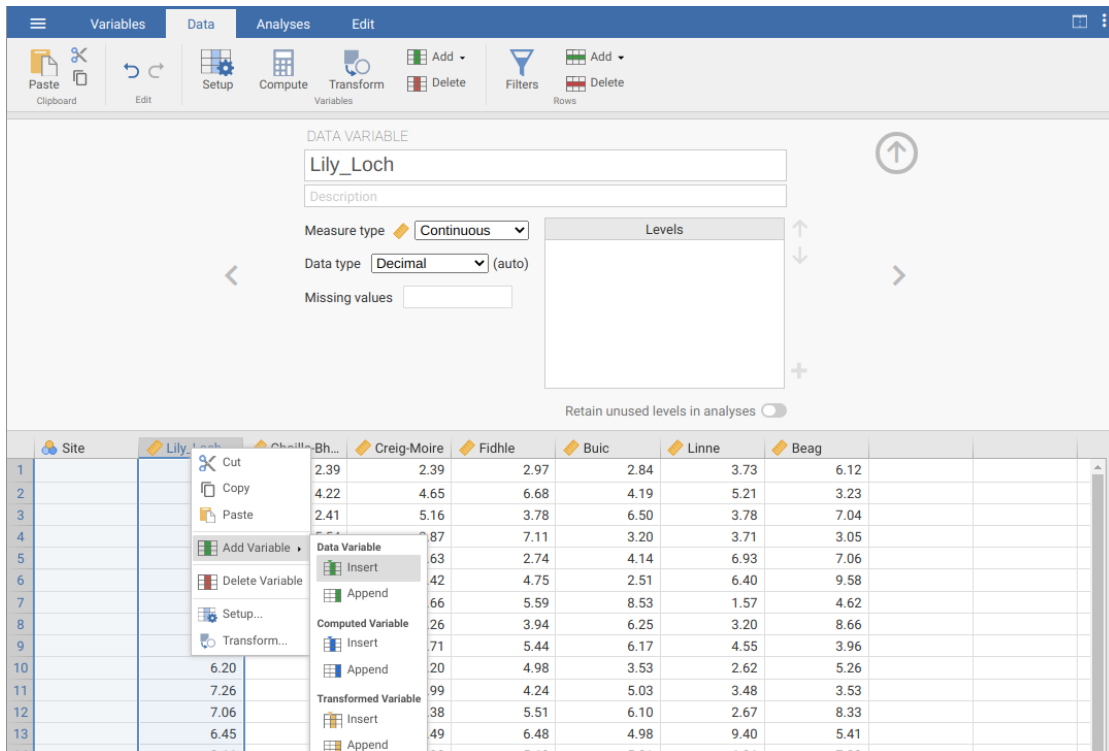 Variables Data Analyses Edit
Paste Setup Compute Transform Add Delete Filters Add Delete
Clipboard Edit Variables Rows
DATA VARIABLE
Lily_Loch
Description
Measure type Continuous Levels
Data type Decimal (auto)
Missing values
Retain unused levels in analyses
Site Creig-Moire Fidhle Buic Linne Beag
1 2.39 2.39 2.97 2.84 3.73 6.12
2 4.22 4.65 6.68 4.19 5.21 3.23
3 2.41 5.16 3.78 6.50 3.78 7.04
4 .87 7.11 3.20 3.71 3.05
5 .63 2.74 4.14 6.93 7.06
6 .42 4.75 2.51 6.40 9.58
7 .66 5.59 8.53 1.57 4.62
8 .26 3.94 6.25 3.20 8.66
9 .71 5.44 6.17 4.55 3.96
10 6.20 .20 4.98 3.53 2.62 5.26
11 7.26 .99 4.24 5.03 3.48 3.53
12 7.06 .38 5.51 6.10 2.67 8.33
13 6.45 .49 6.48 4.98 9.40 5.41
Cut
Copy
Paste
Add Variable
Delete Variable
Setup...
Transform...
Data Variable
Insert
Append
Computed Variable
Insert
Append
Transformed Variable
Insert
Append